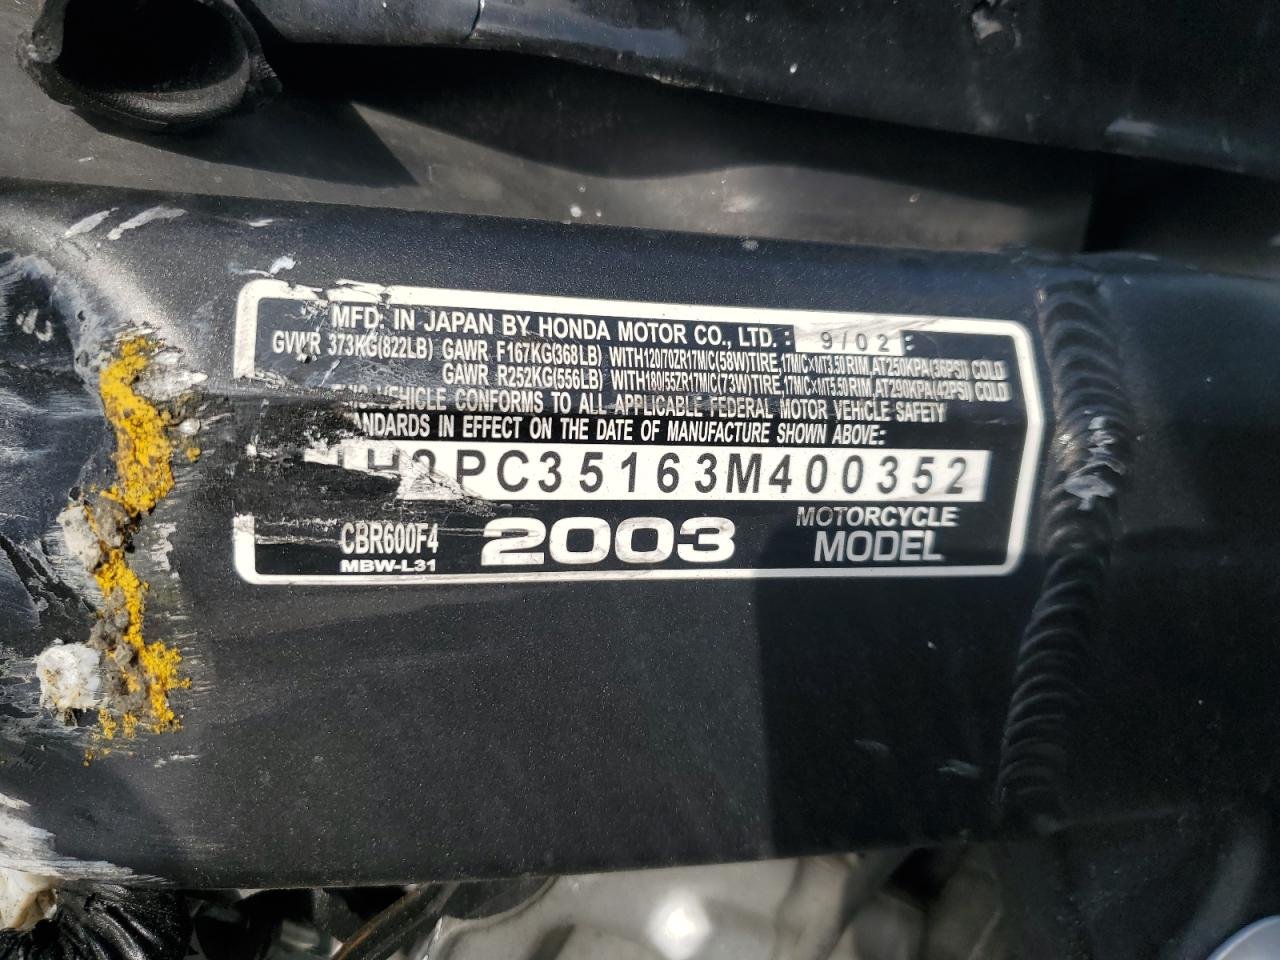 MFD. IN JAPAN BY HONDA MOTOR CO., LTD. : 9/02
GVWR 373KG(822LB) GAWR F167KG(368LB) WITH120/70ZR17M/C(58W)TIRE,17M/C×MT3.50 RIM,AT250KPA(36PSI) COLD
GAWR R252KG(556LB) WITH180/55ZR17M/C(73W)TIRE,17M/C×MT5.50 RIM,AT290KPA(42PSI) COLD
VEHICLE CONFORMS TO ALL APPLICABLE FEDERAL MOTOR VEHICLE SAFETY
ANDARDS IN EFFECT ON THE DATE OF MANUFACTURE SHOWN ABOVE:
JH2PC35163M400352
CBR600F4 2003 MOTORCYCLE
MBW-L31 MODEL